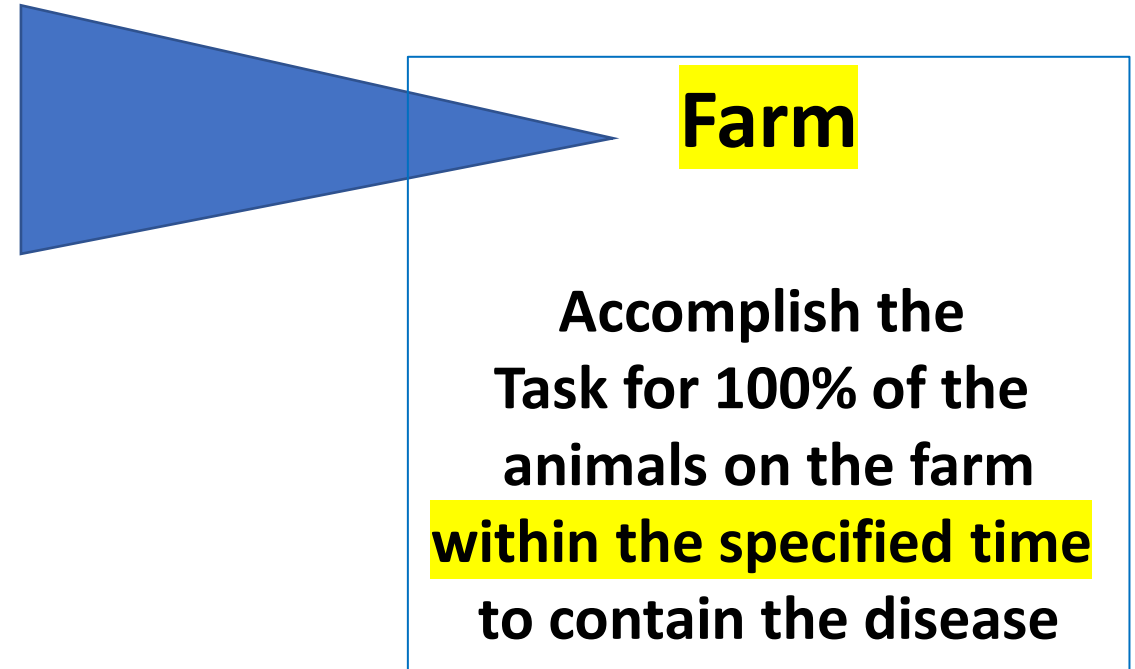 Farm
Accomplish the
Task for 100% of the
animals on the farm
within the specified time
to contain the disease